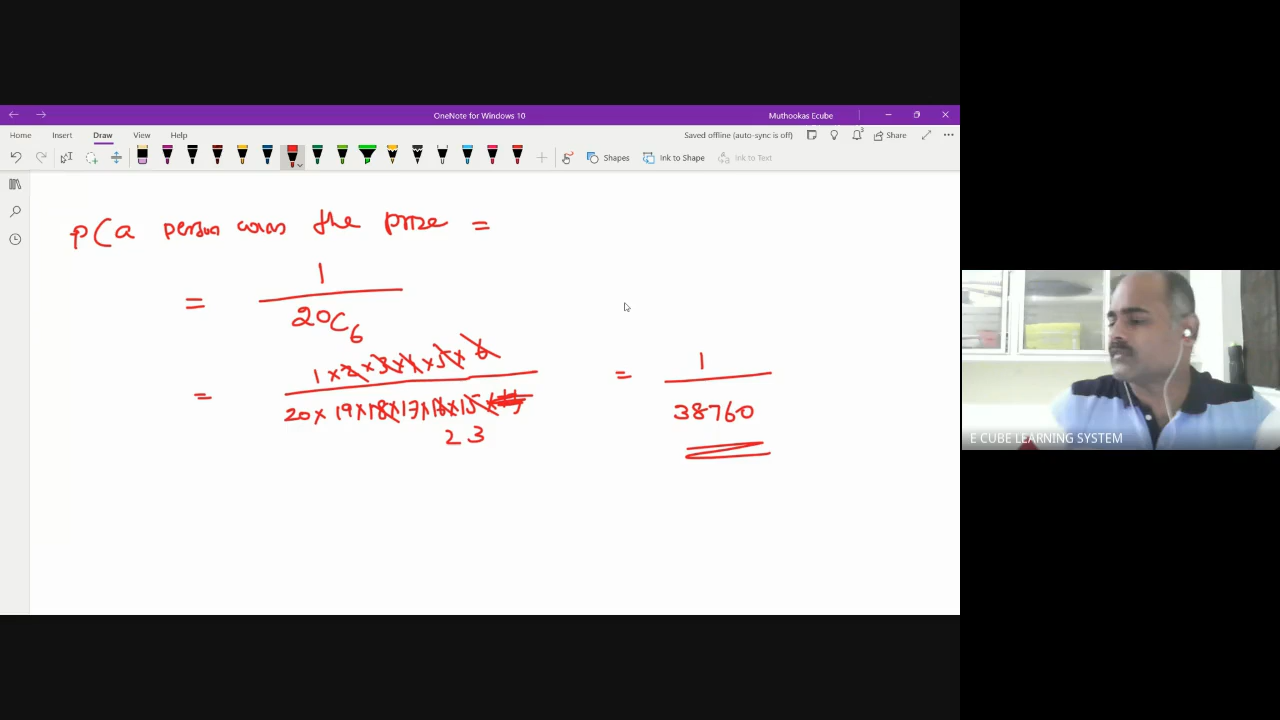 OneNote for Windows 10
Muthookas Ecube
Home Insert Draw View Help
Saved offline (auto-sync is off)
Share
Shapes
Ink to Shape
Ink to Text
P(a person wins the prize =
= 1
20C6
= 1×2×3×4×5×6
20×19×18×17×16×15
2 3
= 1
38760
E CUBE LEARNING SYSTEM